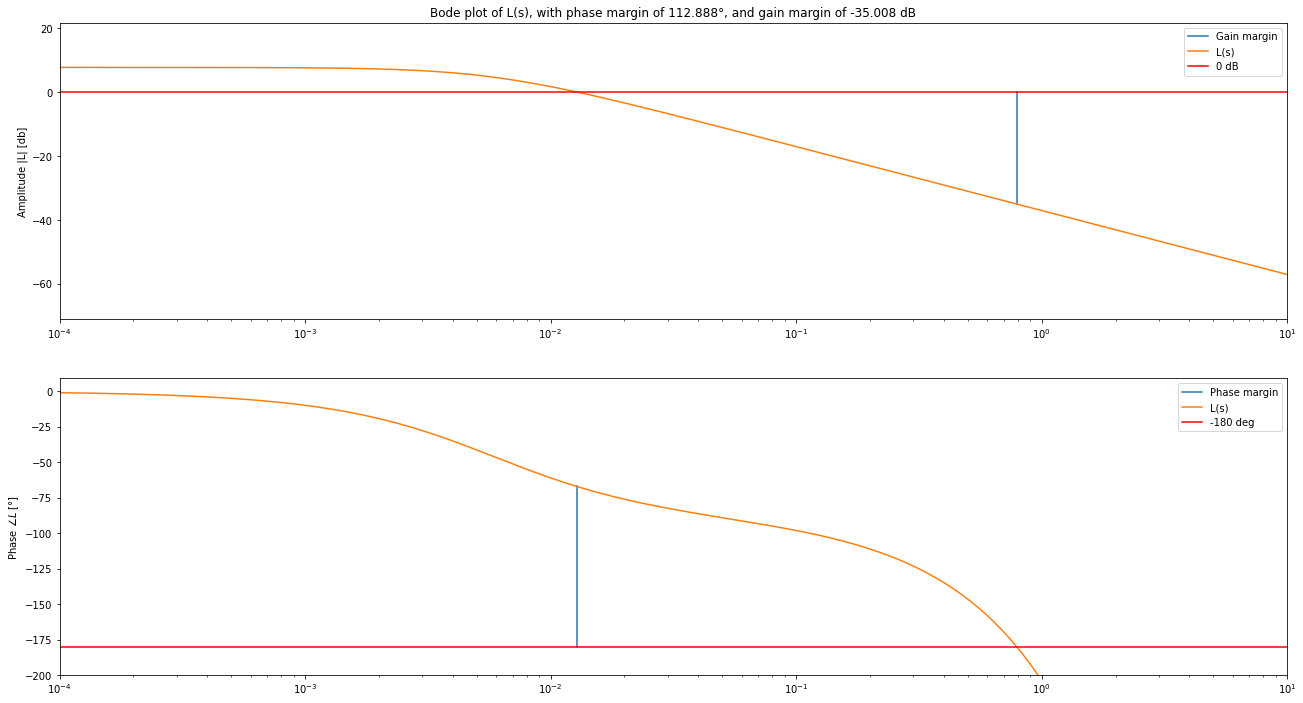 Bode plot of L(s), with phase margin of 112.888°, and gain margin of -35.008 dB
20
0
−20
−40
−60
Amplitude |L| [db]
Gain margin
L(s)
0 dB
10⁻⁴ 10⁻³ 10⁻² 10⁻¹ 10⁰ 10¹
0
−25
−50
−75
−100
−125
−150
−175
−200
Phase ∠L [°]
Phase margin
L(s)
-180 deg
10⁻⁴ 10⁻³ 10⁻² 10⁻¹ 10⁰ 10¹